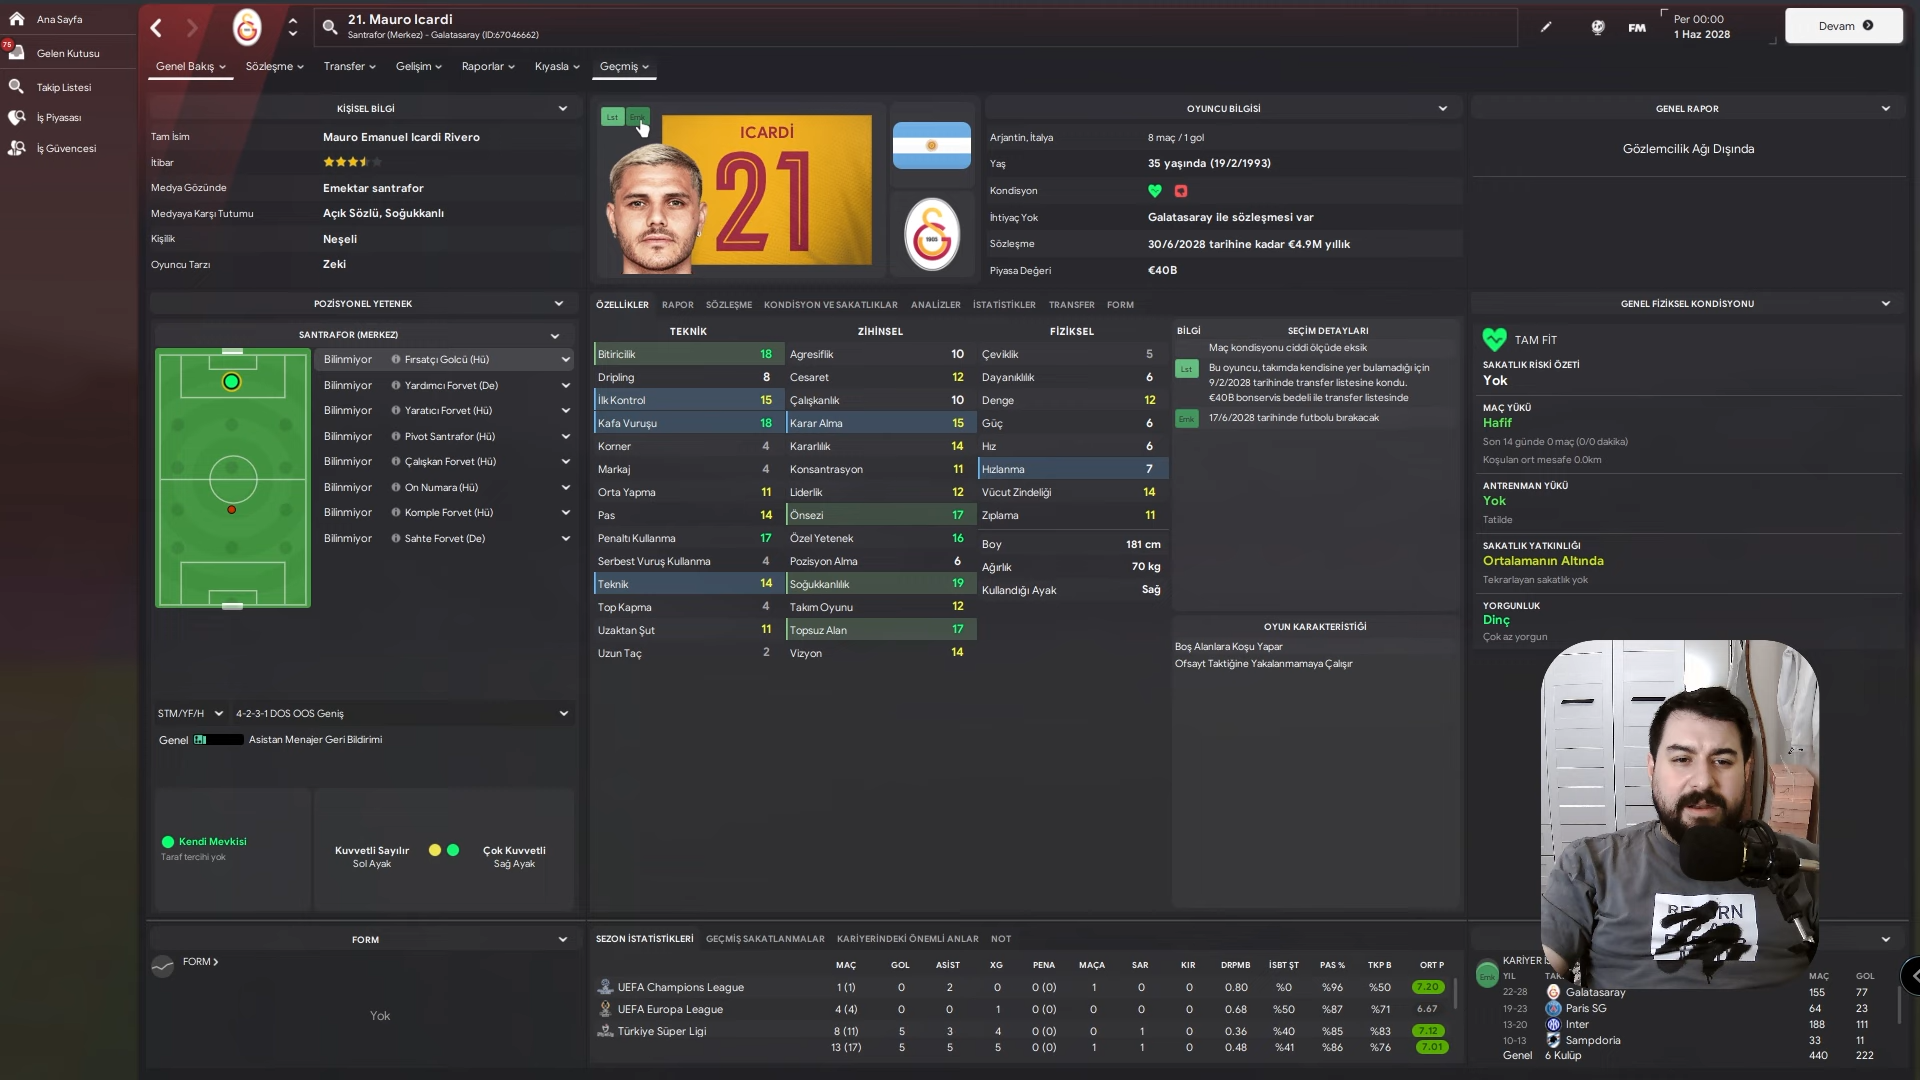 Ana Sayfa
75
Gelen Kutusu
Takip Listesi
İş Piyasası
İş Güvencesi
21. Mauro Icardi
Santrafor (Merkez) - Galatasaray (ID:67046662)
FM
Per 00:00
1 Haz 2028
Devam
Genel Bakış
Sözleşme
Transfer
Gelişim
Raporlar
Kıyasla
Geçmiş
KİŞİSEL BİLGİ
Tam İsim Mauro Emanuel Icardi Rivero
İtibar
Medya Gözünde Emektar santrafor
Medyaya Karşı Tutumu Açık Sözlü, Soğukkanlı
Kişilik Neşeli
Oyuncu Tarzı Zeki
Lst
Emk
ICARDİ
21
1905
OYUNCU BİLGİSİ
Arjantin, İtalya 8 maç / 1 gol
Yaş 35 yaşında (19/2/1993)
Kondisyon
İhtiyaç Yok Galatasaray ile sözleşmesi var
Sözleşme 30/6/2028 tarihine kadar €4.9M yıllık
Piyasa Değeri €40B
GENEL RAPOR
Gözlemcilik Ağı Dışında
POZİSYONEL YETENEK
SANTRAFOR (MERKEZ)
Bilinmiyor Fırsatçı Golcü (Hü)
Bilinmiyor Yardımcı Forvet (De)
Bilinmiyor Yaratıcı Forvet (Hü)
Bilinmiyor Pivot Santrafor (Hü)
Bilinmiyor Çalışkan Forvet (Hü)
Bilinmiyor On Numara (Hü)
Bilinmiyor Komple Forvet (Hü)
Bilinmiyor Sahte Forvet (De)
STM/YF/H
4-2-3-1 DOS OOS Geniş
Genel
Asistan Menajer Geri Bildirimi
Kendi Mevkisi
Taraf tercihi yok
Kuvvetli Sayılır
Sol Ayak
Çok Kuvvetli
Sağ Ayak
ÖZELLİKLER RAPOR SÖZLEŞME KONDİSYON VE SAKATLIKLAR ANALİZLER İSTATİSTİKLER TRANSFER FORM
TEKNİK
Bitiricilik 18
Dripling 8
İlk Kontrol 15
Kafa Vuruşu 18
Korner 4
Markaj 4
Orta Yapma 11
Pas 14
Penaltı Kullanma 17
Serbest Vuruş Kullanma 4
Teknik 14
Top Kapma 4
Uzaktan Şut 11
Uzun Taç 2
ZİHİNSEL
Agresiflik 10
Cesaret 12
Çalışkanlık 10
Karar Alma 15
Kararlılık 14
Konsantrasyon 11
Liderlik 12
Önsezi 17
Özel Yetenek 16
Pozisyon Alma 6
Soğukkanlılık 19
Takım Oyunu 12
Topsuz Alan 17
Vizyon 14
FİZİKSEL
Çeviklik 5
Dayanıklılık 6
Denge 12
Güç 6
Hız 6
Hızlanma 7
Vücut Zindeliği 14
Zıplama 11
Boy 181 cm
Ağırlık 70 kg
Kullandığı Ayak Sağ
BİLGİ SEÇİM DETAYLARI
Maç kondisyonu ciddi ölçüde eksik
Lst
Bu oyuncu, takımda kendisine yer bulamadığı için
9/2/2028 tarihinde transfer listesine kondu.
€40B bonservis bedeli ile transfer listesinde
Emk
17/6/2028 tarihinde futbolu bırakacak
OYUN KARAKTERİSTİĞİ
Boş Alanlara Koşu Yapar
Ofsayt Taktiğine Yakalanmamaya Çalışır
GENEL FİZİKSEL KONDİSYONU
TAM FİT
SAKATLIK RİSKİ ÖZETİ
Yok
MAÇ YÜKÜ
Hafif
Son 14 günde 0 maç (0/0 dakika)
Koşulan ort mesafe 0.0km
ANTRENMAN YÜKÜ
Yok
Tatilde
SAKATLIK YATKINLIĞI
Ortalamanın Altında
Tekrarlayan sakatlık yok
YORGUNLUK
Dinç
Çok az yorgun
FORM
FORM
Yok
SEZON İSTATİSTİKLERİ GEÇMİŞ SAKATLANMALAR KARİYERİNDEKİ ÖNEMLİ ANLAR NOT
MAÇ GOL ASİST XG PENA MAÇA SAR KIR DRPMB İSBT ŞT PAS % TKP B ORT P
UEFA Champions League 1 (1) 0 2 0 0 (0) 1 0 0 0.80 %0 %96 %50 7.20
UEFA Europa League 4 (4) 0 0 1 0 (0) 0 0 0 0.68 %50 %87 %71 6.67
Türkiye Süper Ligi 8 (11) 5 3 4 0 (0) 0 1 0 0.36 %40 %85 %83 7.12
13 (17) 5 5 5 0 (0) 1 1 0 0.48 %41 %86 %76 7.01
Emk
YIL MAÇ GOL
22-28 Galatasaray 155 77
19-23 Paris SG 64 23
13-20 Inter 188 111
10-13 Sampdoria 33 11
Genel 6 Kulüp 440 222